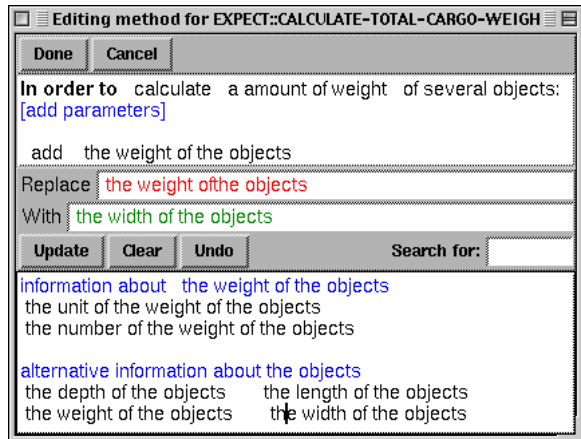 Editing method for EXPECT::CALCULATE-TOTAL-CARGO-WEIGH
Done Cancel
In order to calculate a amount of weight of several objects:
[add parameters]
add the weight of the objects
Replace the weight ofthe objects
With the width of the objects
Update Clear Undo Search for:
information about the weight of the objects
the unit of the weight of the objects
the number of the weight of the objects
alternative information about the objects
the depth of the objects the length of the objects
the weight of the objects the width of the objects